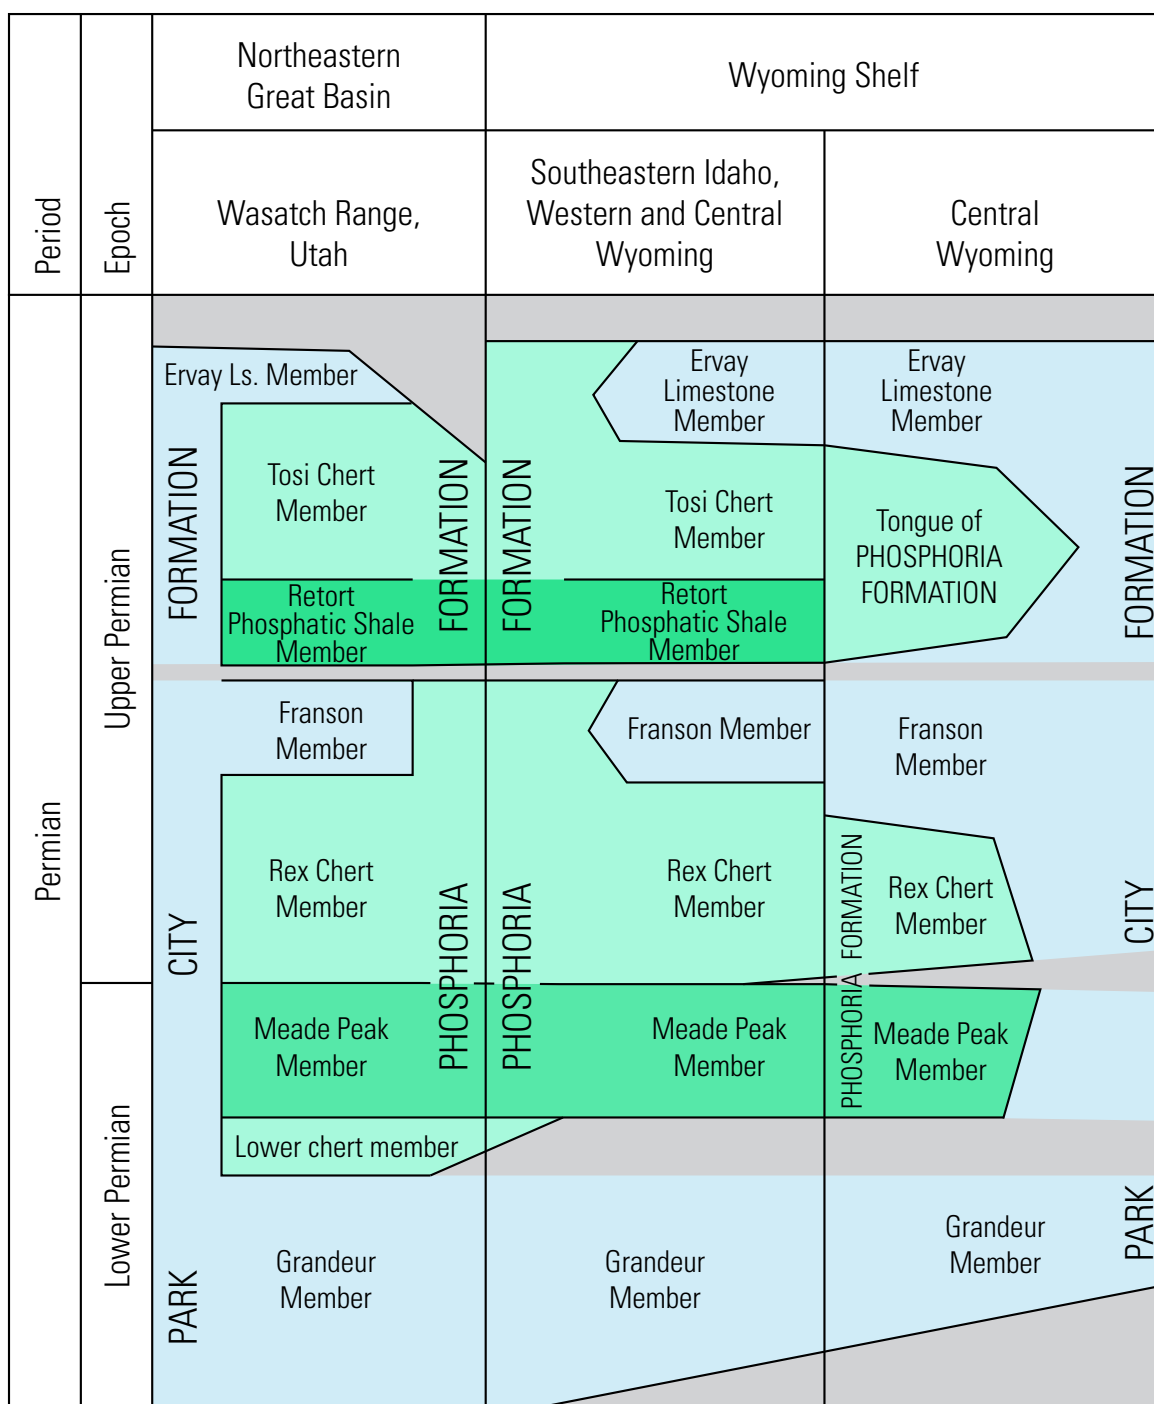 Northeastern
Great Basin
Wyoming Shelf
Period
Epoch
Wasatch Range,
Utah
Southeastern Idaho,
Western and Central
Wyoming
Central
Wyoming
Permian
Upper Permian
Lower Permian
Ervay Ls. Member
Tosi Chert
Member
Retort
Phosphatic Shale
Member
Franson
Member
Rex Chert
Member
Meade Peak
Member
Lower chert member
Grandeur
Member
PARK
CITY
FORMATION
PHOSPHORIA
FORMATION
PHOSPHORIA
FORMATION
Ervay
Limestone
Member
Tosi Chert
Member
Retort
Phosphatic Shale
Member
Franson Member
Rex Chert
Member
Meade Peak
Member
Grandeur
Member
Ervay
Limestone
Member
Tongue of
PHOSPHORIA
FORMATION
Franson
Member
PHOSPHORIA FORMATION
Rex Chert
Member
Meade Peak
Member
Grandeur
Member
PARK
CITY
FORMATION